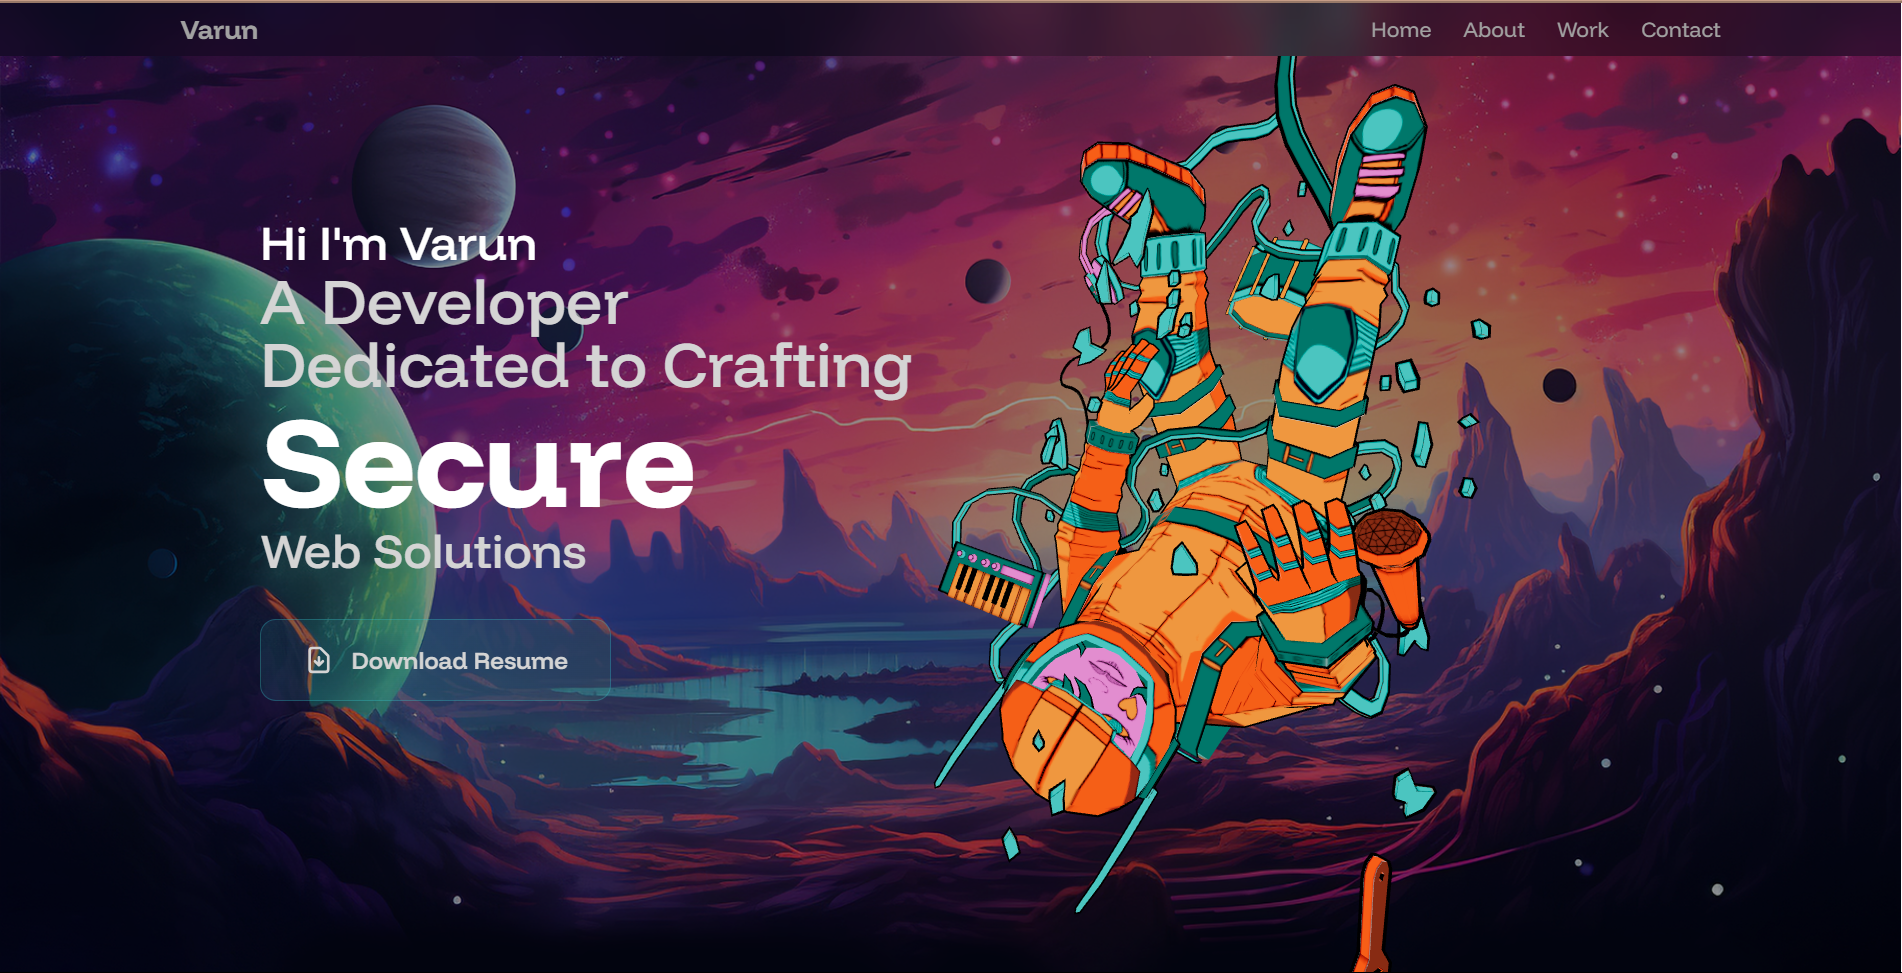 Varun
Home About Work Contact
Hi I'm Varun
A Developer
Dedicated to Crafting
Secure
Web Solutions
Download Resume